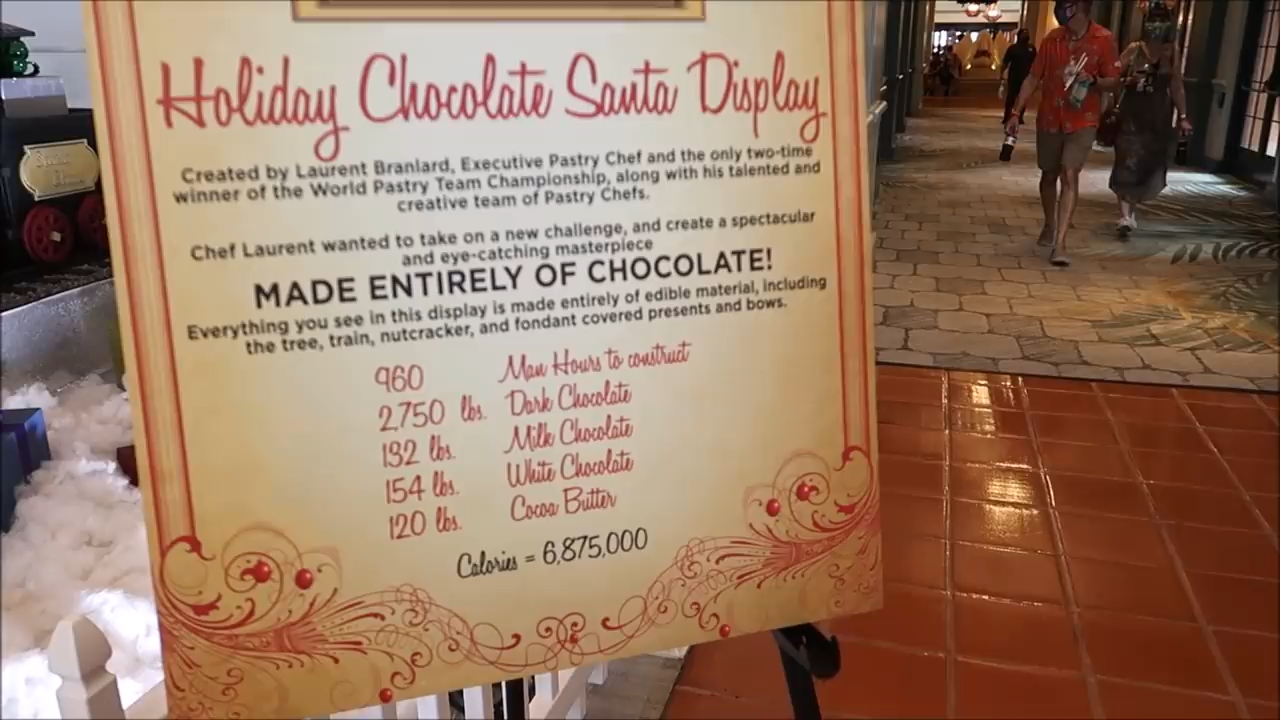 Holiday Chocolate Santa Display
Created by Laurent Branlard, Executive Pastry Chef and the only two-time
winner of the World Pastry Team Championship, along with his talented and
creative team of Pastry Chefs.
Chef Laurent wanted to take on a new challenge, and create a spectacular
and eye-catching masterpiece
MADE ENTIRELY OF CHOCOLATE!
Everything you see in this display is made entirely of edible material, including
the tree, train, nutcracker, and fondant covered presents and bows.
960 Man Hours to construct
2,750 lbs. Dark Chocolate
132 lbs. Milk Chocolate
154 lbs. White Chocolate
120 lbs. Cocoa Butter
Calories = 6,875,000